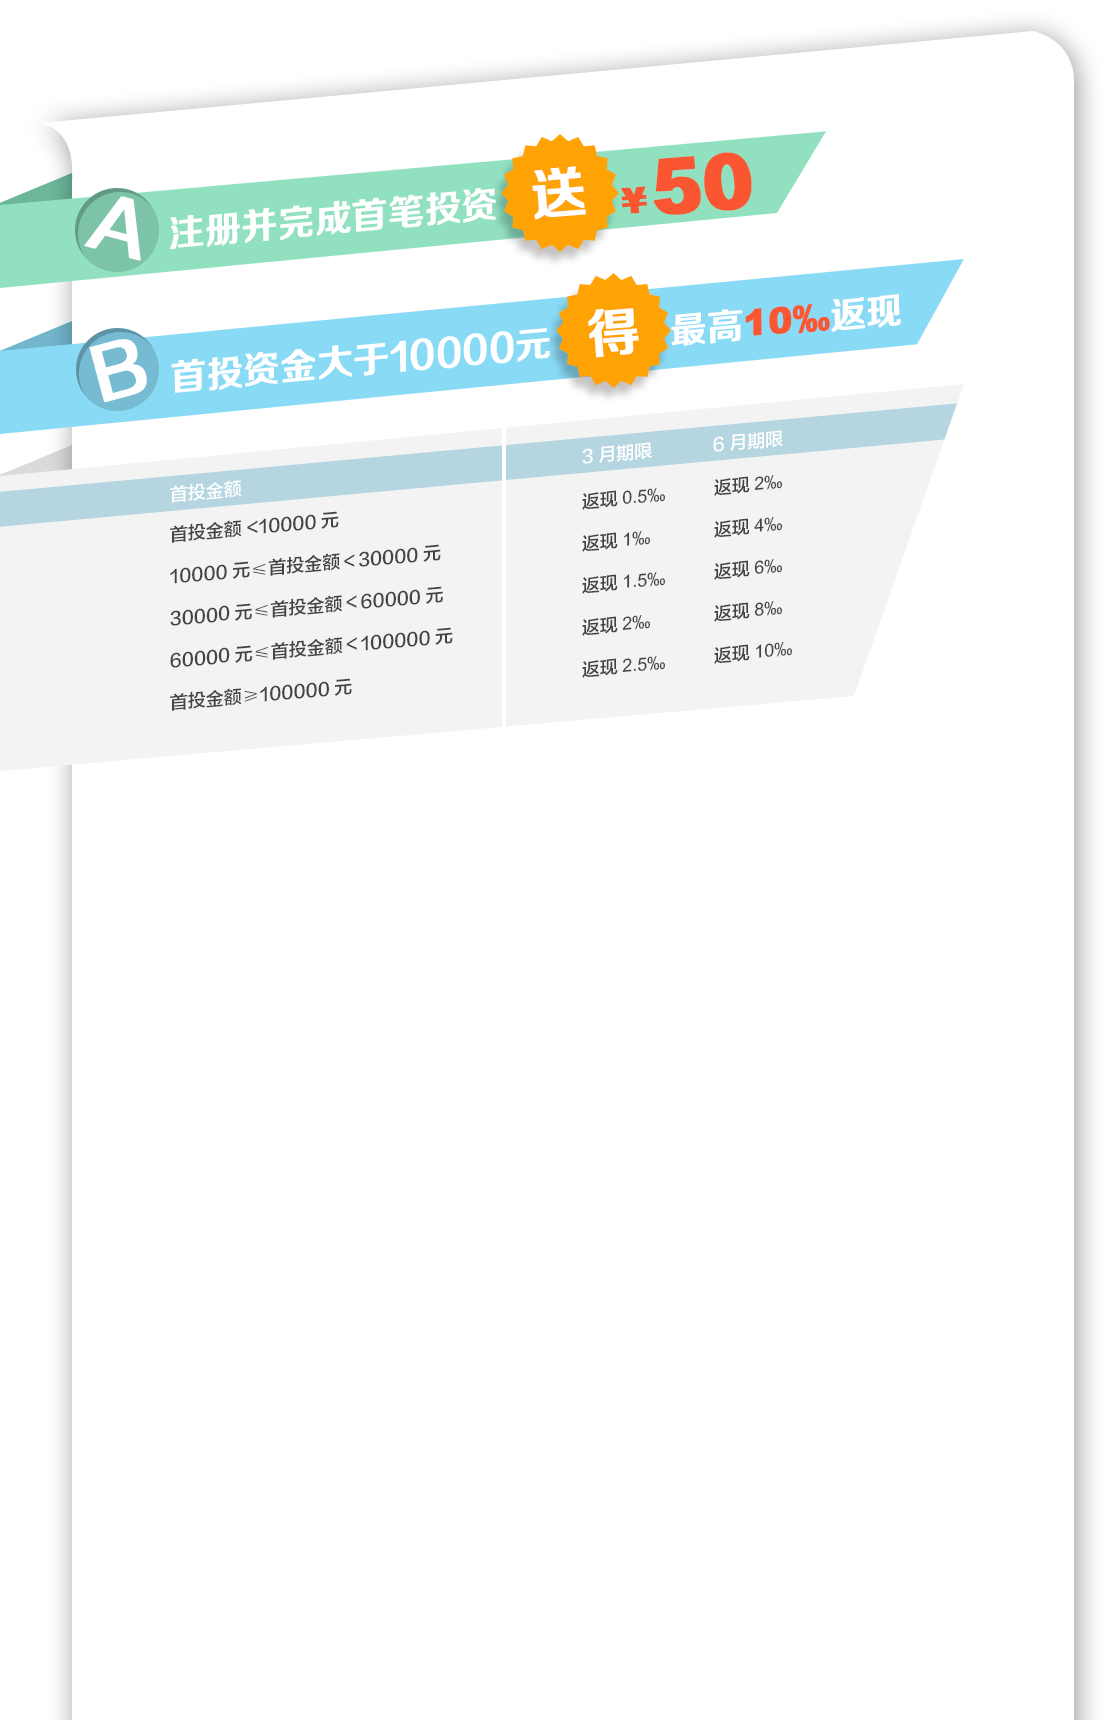 A 注册并完成首笔投资 送 ¥50
B 首投资金大于10000元 得 最高10‰返现
首投金额 3 月期限 6 月期限
首投金额 <10000 元 返现 0.5‰ 返现 2‰
10000 元≤首投金额 < 30000 元 返现 1‰ 返现 4‰
30000 元≤首投金额 < 60000 元 返现 1.5‰ 返现 6‰
60000 元≤首投金额 < 100000 元 返现 2‰ 返现 8‰
首投金额≥100000 元 返现 2.5‰ 返现 10‰